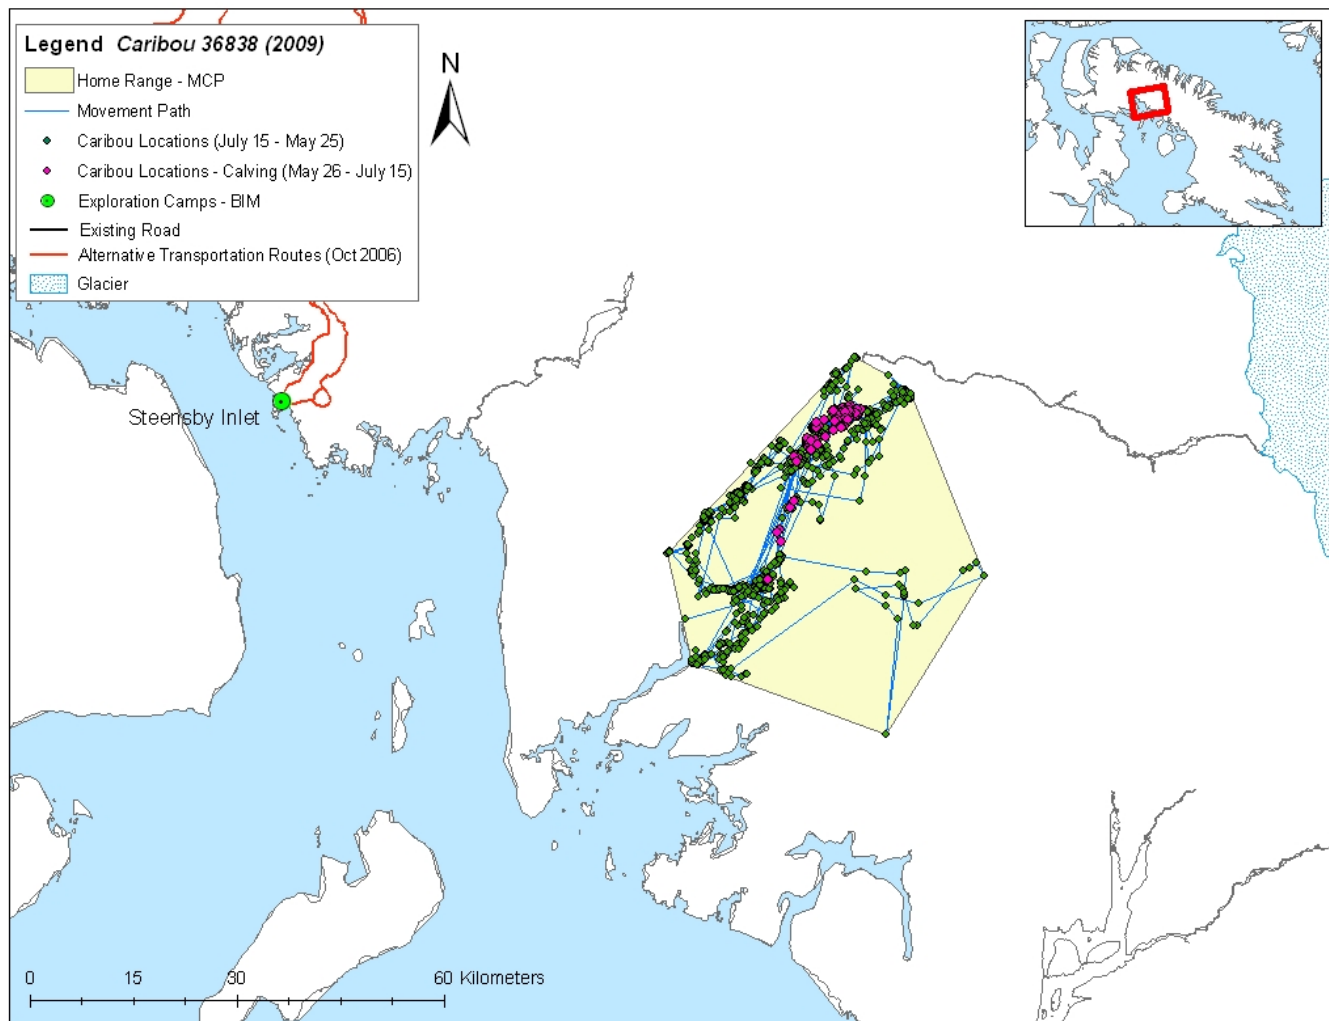 Legend Caribou 36838 (2009)
Home Range - MCP
Movement Path
Caribou Locations (July 15 - May 25)
Caribou Locations - Calving (May 26 - July 15)
Exploration Camps - BIM
Existing Road
Alternative Transportation Routes (Oct 2006)
Glacier
N
Steensby Inlet
0 15 30 60 Kilometers